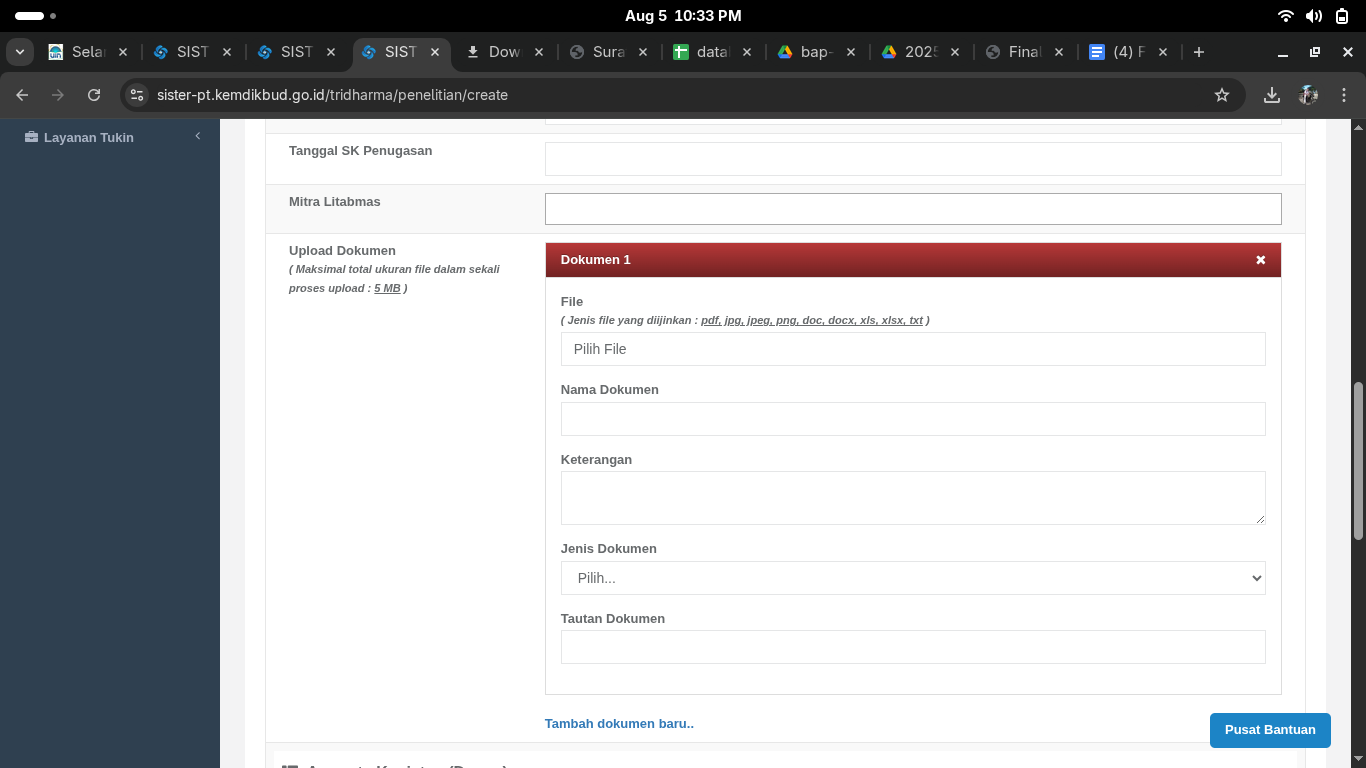 Aug 5 10:33 PM
Sela
SIST
SIST
SIST
Dow
Sura
data
bap-
2025
Final
(4) F
sister-pt.kemdikbud.go.id/tridharma/penelitian/create
Layanan Tukin
Tanggal SK Penugasan
Mitra Litabmas
Upload Dokumen
( Maksimal total ukuran file dalam sekali
proses upload : 5 MB )
Dokumen 1
File
( Jenis file yang diijinkan : pdf, jpg, jpeg, png, doc, docx, xls, xlsx, txt )
Pilih File
Nama Dokumen
Keterangan
Jenis Dokumen
Pilih...
Tautan Dokumen
Tambah dokumen baru..
Pusat Bantuan